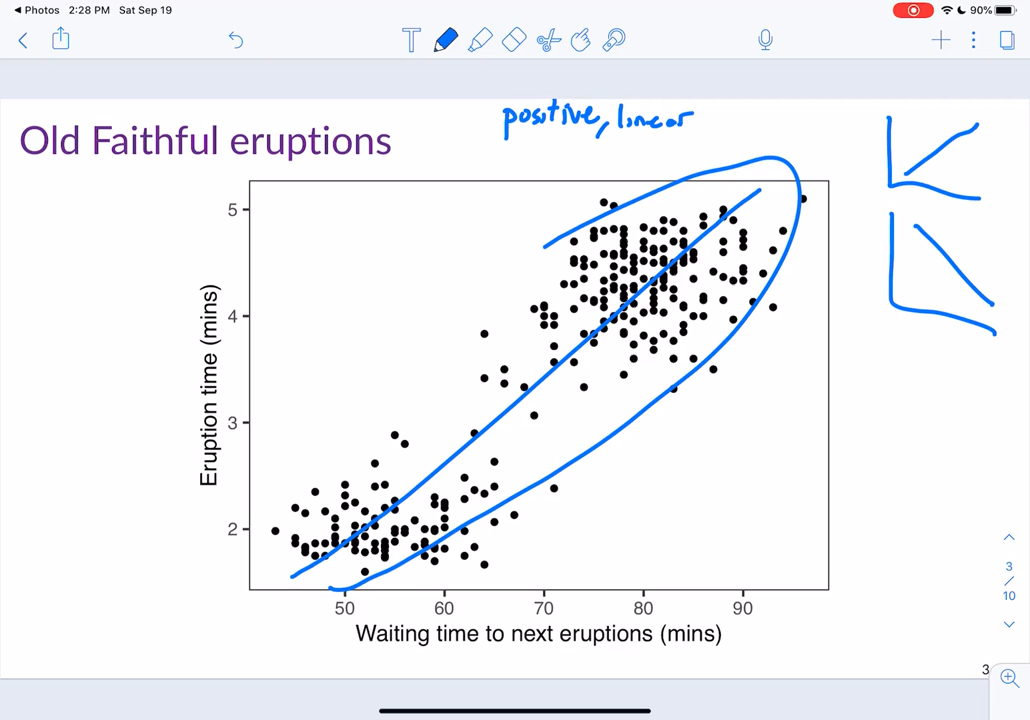 Photos 2:28 PM Sat Sep 19 90%
T
positive, linear
Old Faithful eruptions
5
4
3
2
Eruption time (mins)
50 60 70 80 90
Waiting time to next eruptions (mins)
3
/
10
3